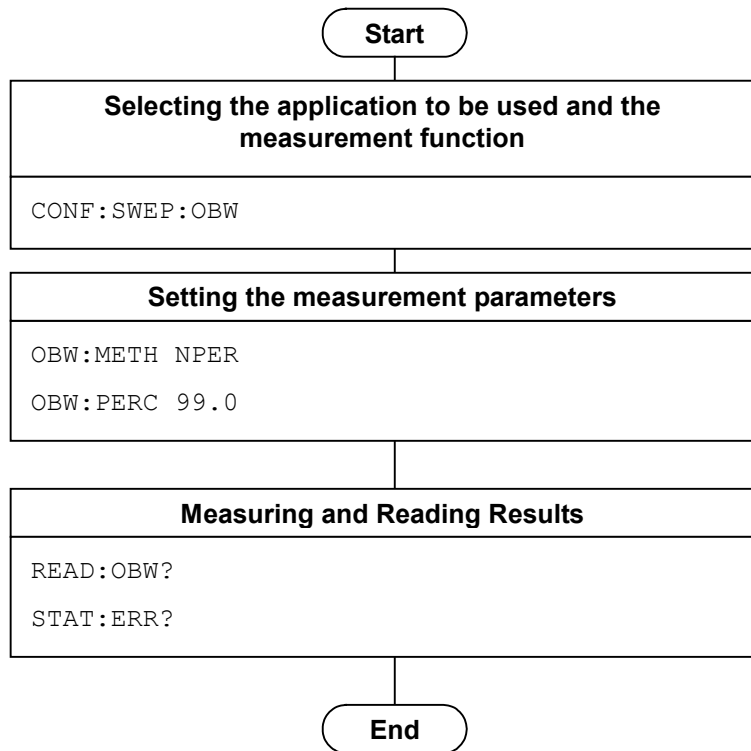 Start
Selecting the application to be used and the
measurement function
CONF:SWEP:OBW
Setting the measurement parameters
OBW:METH NPER
OBW:PERC 99.0
Measuring and Reading Results
READ:OBW?
STAT:ERR?
End